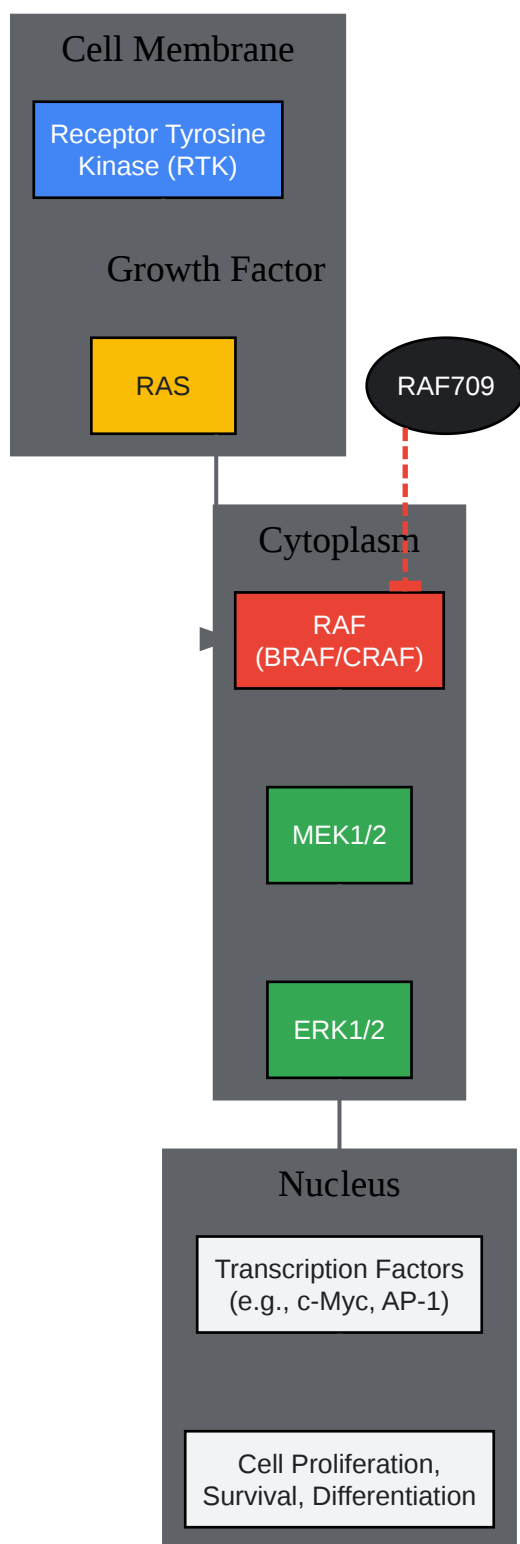 Cell Membrane
Receptor Tyrosine
Kinase (RTK)
Growth Factor
RAS
RAF709
Cytoplasm
RAF
(BRAF/CRAF)
MEK1/2
ERK1/2
Nucleus
Transcription Factors
(e.g., c-Myc, AP-1)
Cell Proliferation,
Survival, Differentiation